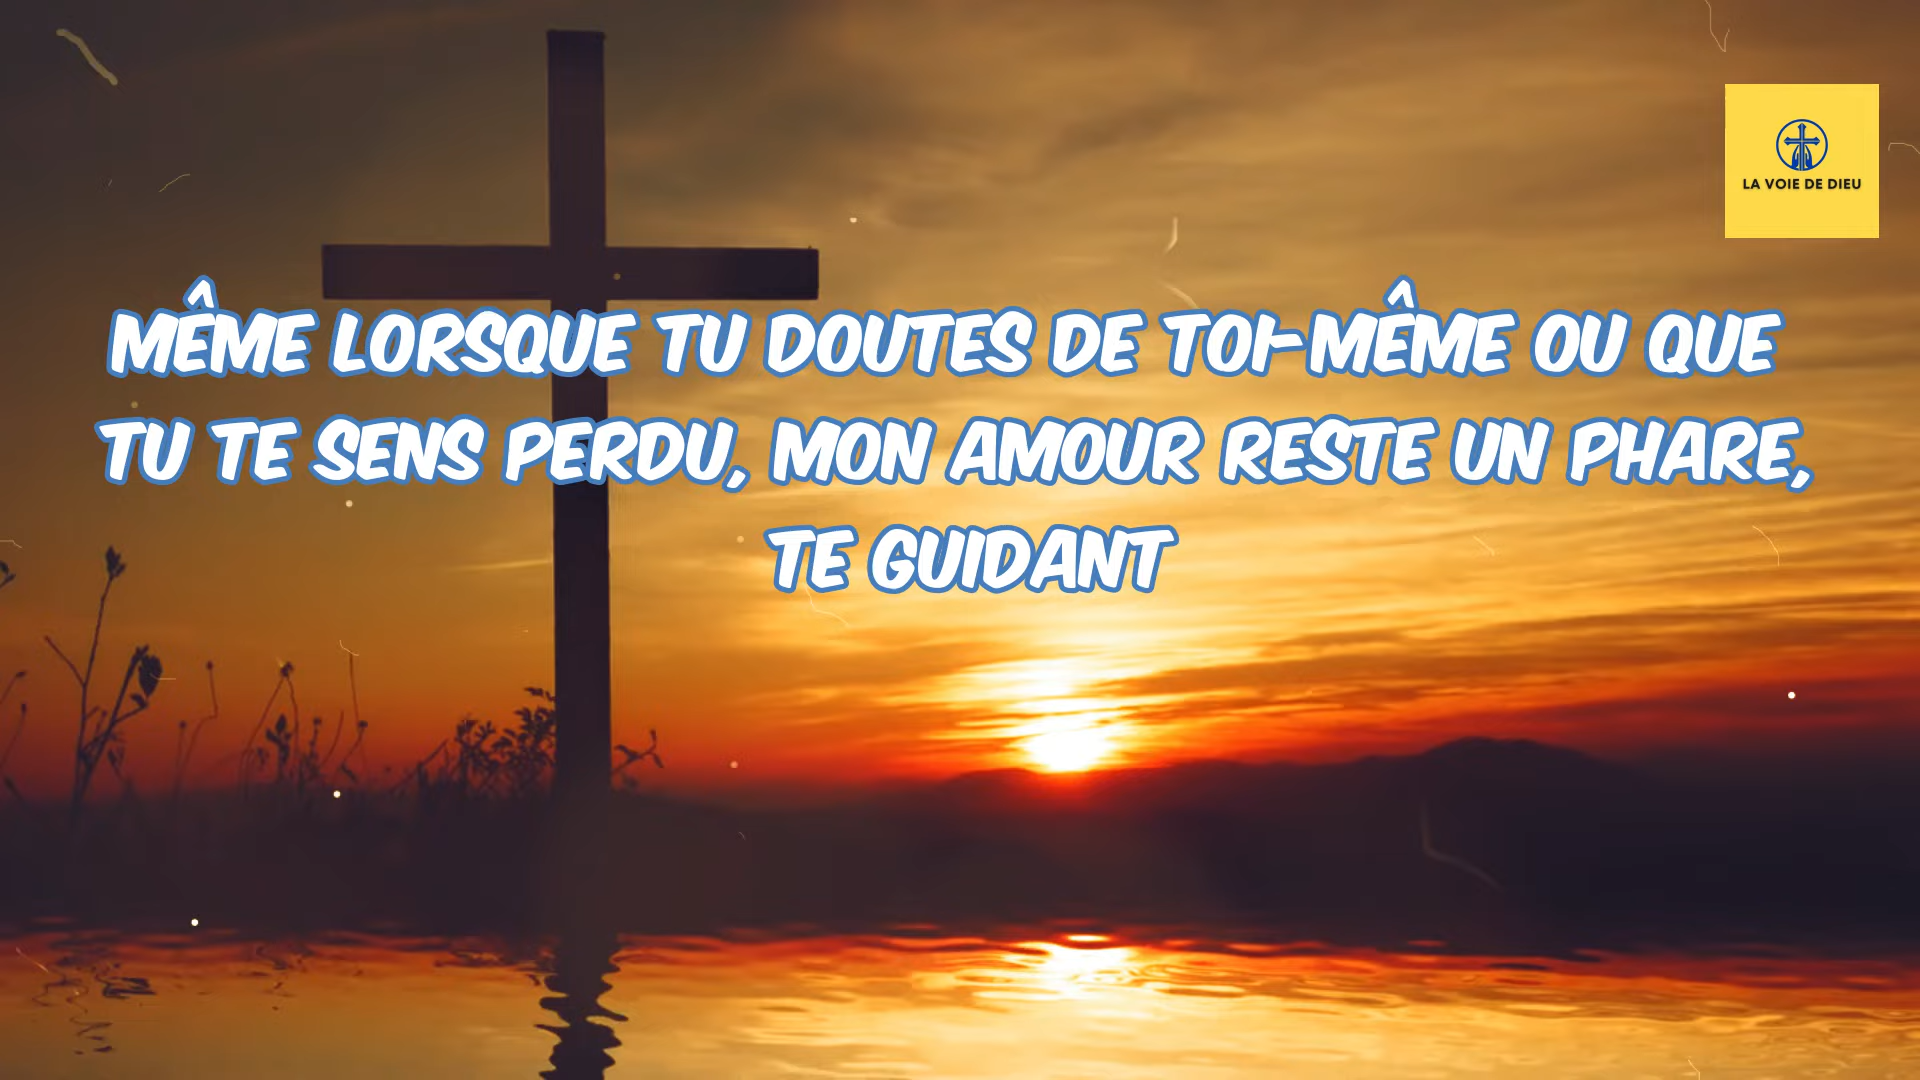 LA VOIE DE DIEU
MÊME LORSQUE TU DOUTES DE TOI-MÊME OU QUE
TU TE SENS PERDU, MON AMOUR RESTE UN PHARE,
TE GUIDANT